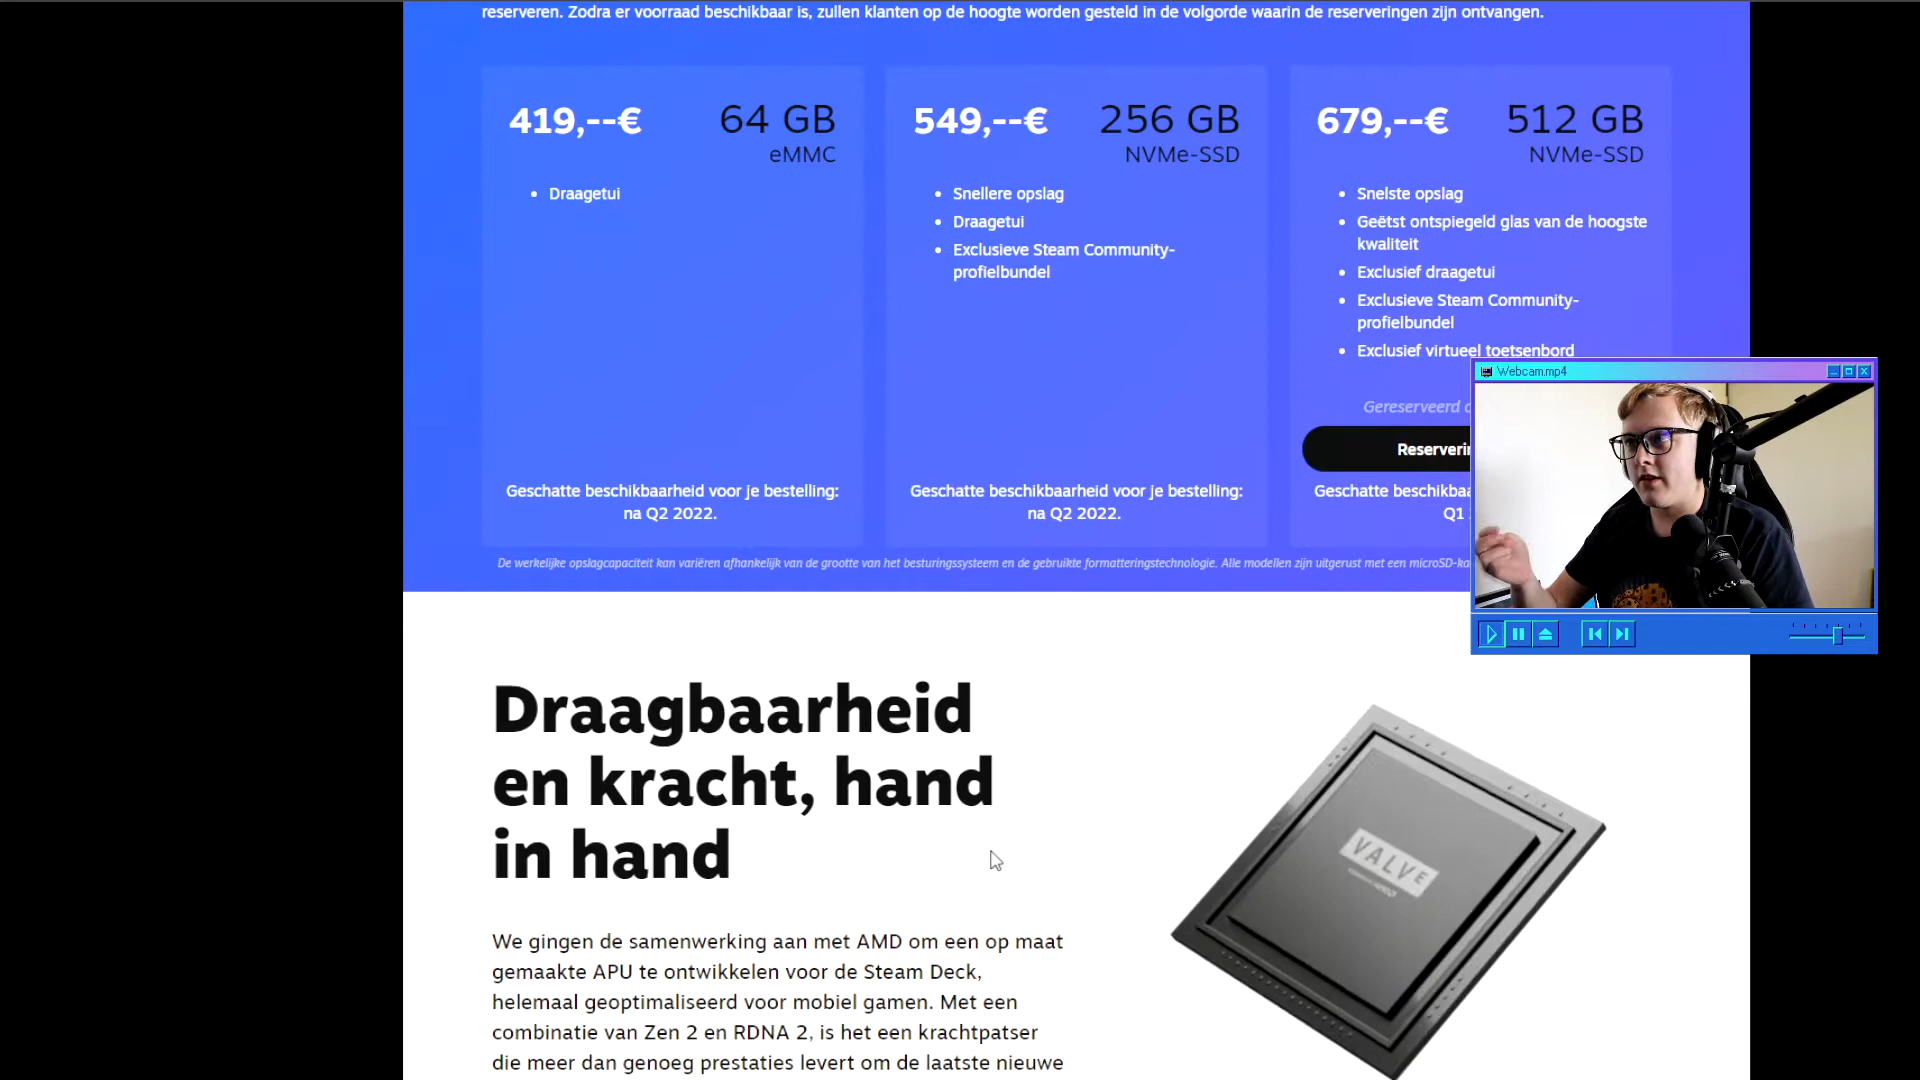 reserveren. Zodra er voorraad beschikbaar is, zullen klanten op de hoogte worden gesteld in de volgorde waarin de reserveringen zijn ontvangen.
419,--€
64 GB
eMMC
• Draagetui
Geschatte beschikbaarheid voor je bestelling:
na Q2 2022.
549,--€
256 GB
NVMe-SSD
• Snellere opslag
• Draagetui
• Exclusieve Steam Community-
profielbundel
Geschatte beschikbaarheid voor je bestelling:
na Q2 2022.
679,--€
512 GB
NVMe-SSD
• Snelste opslag
• Geëtst ontspiegeld glas van de hoogste
kwaliteit
• Exclusief draagetui
• Exclusieve Steam Community-
profielbundel
• Exclusief virtueel toetsenbord
Gereserveerd
Reserverin
Geschatte beschikba
Q1
De werkelijke opslagcapaciteit kan variëren afhankelijk van de grootte van het besturingssysteem en de gebruikte formatteringstechnologie. Alle modellen zijn uitgerust met een microSD-ka
Webcam.mp4
Draagbaarheid
en kracht, hand
in hand
We gingen de samenwerking aan met AMD om een op maat
gemaakte APU te ontwikkelen voor de Steam Deck,
helemaal geoptimaliseerd voor mobiel gamen. Met een
combinatie van Zen 2 en RDNA 2, is het een krachtpatser
die meer dan genoeg prestaties levert om de laatste nieuwe
VALVE